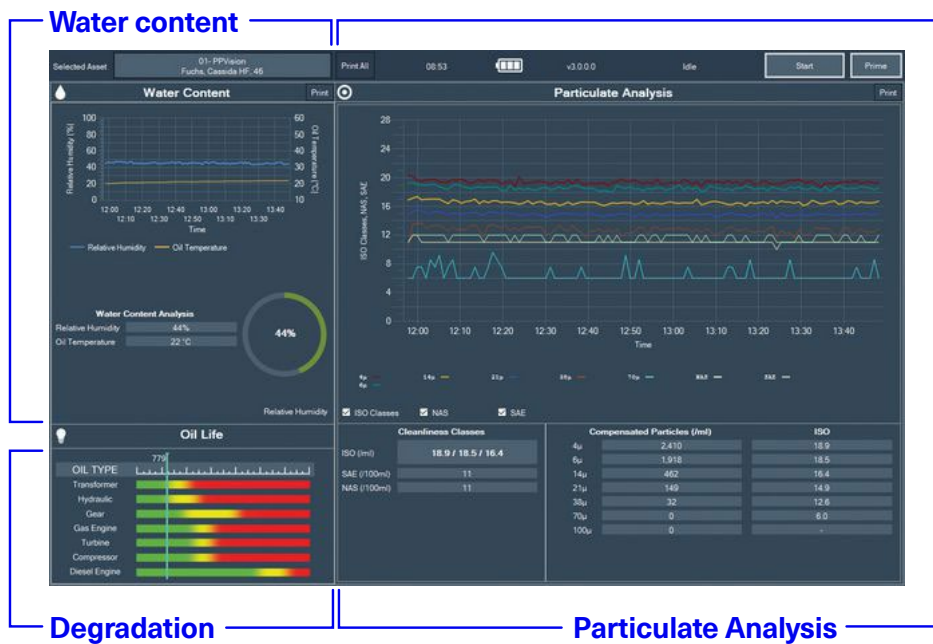 Water content
Selected Asset
01- PPVision
Fuchs, Cassida HF, 46
Print All
08:53
v3.0.0.0
Idle
Start
Prime
Water Content
Print
Relative Humidity (%)
100
80
60
40
20
0
60
50
40
30
20
10
Oil Temperature (°C)
12:00 12:20 12:40 13:00 13:20 13:40
12:10 12:30 12:50 13:10 13:30
Time
Relative Humidity
Oil Temperature
Water Content Analysis
Relative Humidity 44%
Oil Temperature 22 °C
44%
Relative Humidity
Particulate Analysis
Print
ISO Classes, NAS, SAE
28
24
20
16
12
8
4
0
12:00 12:10 12:20 12:30 12:40 12:50 13:00 13:10 13:20 13:30 13:40
Time
4µ 14µ 21µ 38µ 70µ NAS SAE
6µ
ISO Classes NAS SAE
Oil Life
779
OIL TYPE
Transformer
Hydraulic
Gear
Gas Engine
Turbine
Compressor
Diesel Engine
Cleanliness Classes
ISO (/ml) 18.9 / 18.5 / 16.4
SAE (/100ml) 11
NAS (/100ml) 11
Compensated Particles (/ml) ISO
4µ 2,410 18.9
6µ 1,918 18.5
14µ 462 16.4
21µ 149 14.9
38µ 32 12.6
70µ 0 6.0
100µ 0 -
Degradation
Particulate Analysis